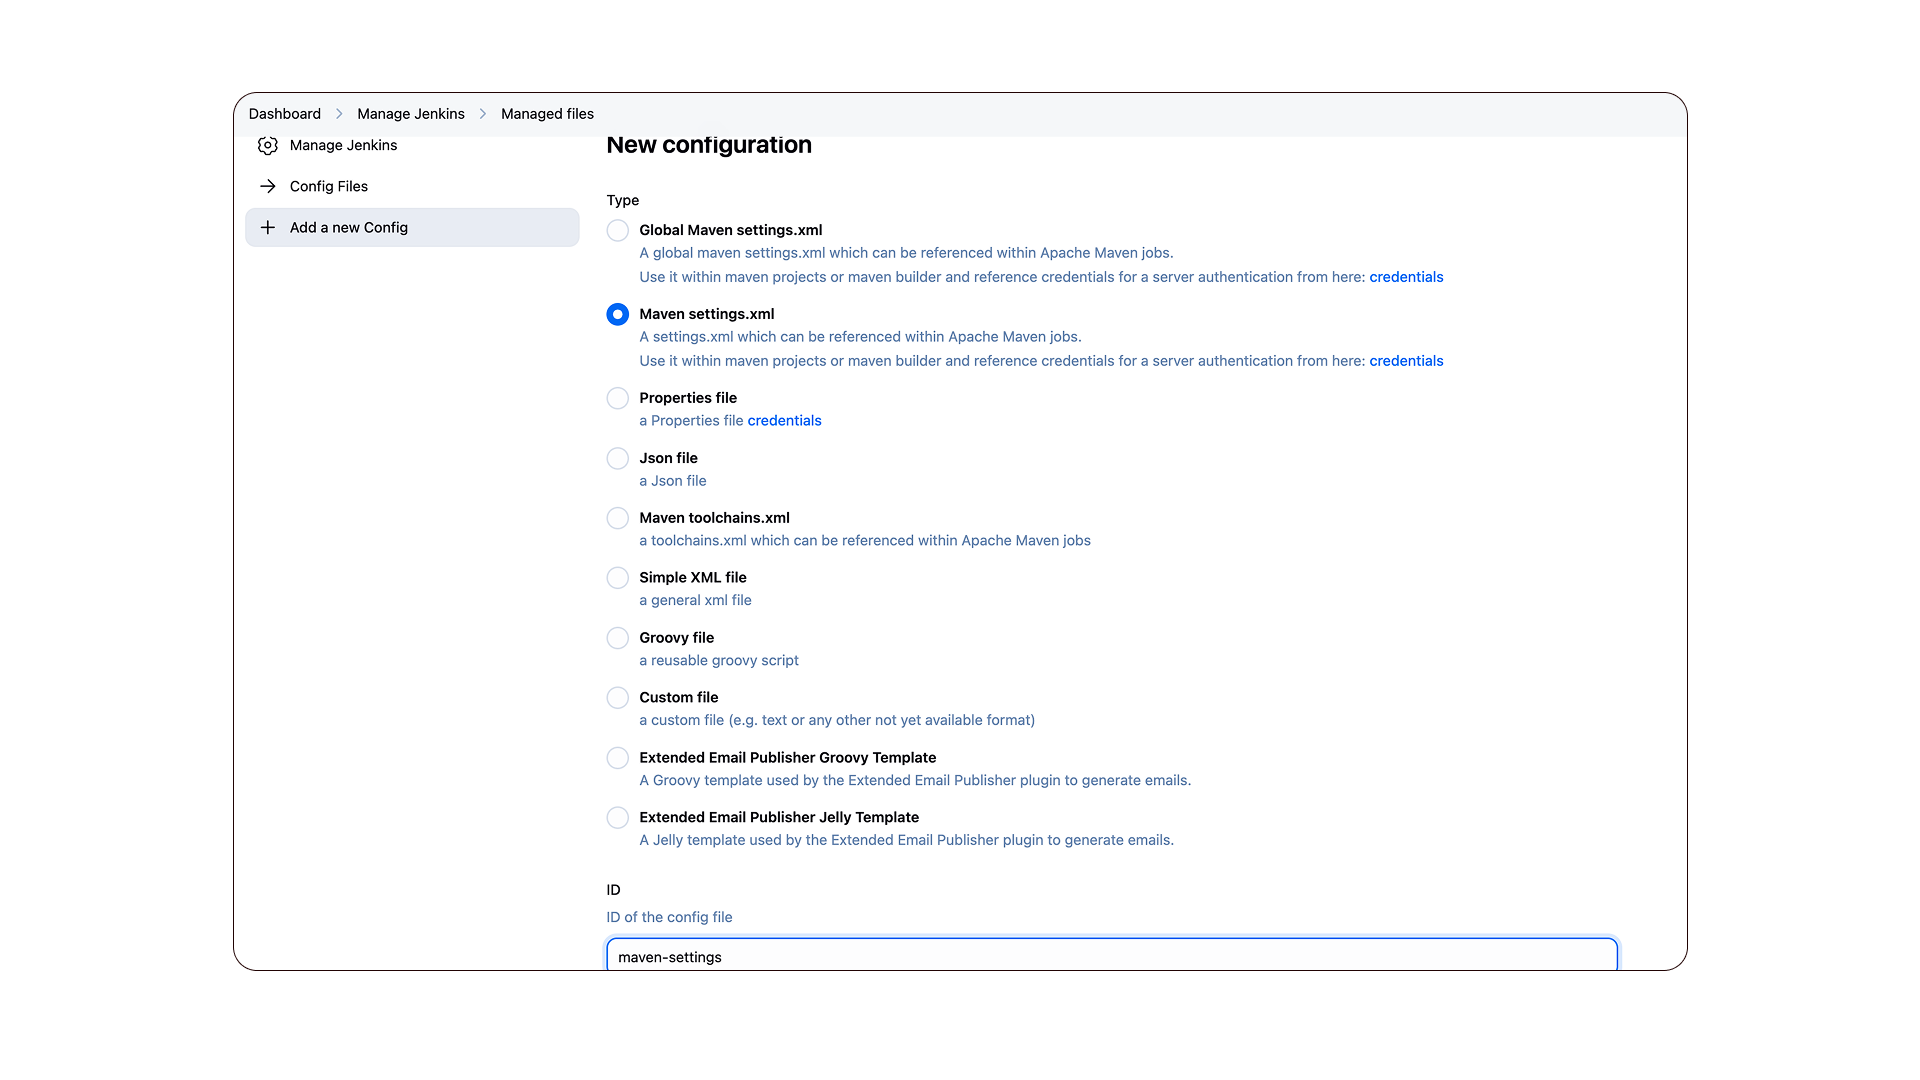 Dashboard > Manage Jenkins > Managed files
Manage Jenkins
Config Files
Add a new Config
New configuration
Type
Global Maven settings.xml
A global maven settings.xml which can be referenced within Apache Maven jobs.
Use it within maven projects or maven builder and reference credentials for a server authentication from here: credentials
Maven settings.xml
A settings.xml which can be referenced within Apache Maven jobs.
Use it within maven projects or maven builder and reference credentials for a server authentication from here: credentials
Properties file
a Properties file credentials
Json file
a Json file
Maven toolchains.xml
a toolchains.xml which can be referenced within Apache Maven jobs
Simple XML file
a general xml file
Groovy file
a reusable groovy script
Custom file
a custom file (e.g. text or any other not yet available format)
Extended Email Publisher Groovy Template
A Groovy template used by the Extended Email Publisher plugin to generate emails.
Extended Email Publisher Jelly Template
A Jelly template used by the Extended Email Publisher plugin to generate emails.
ID
ID of the config file
maven-settings